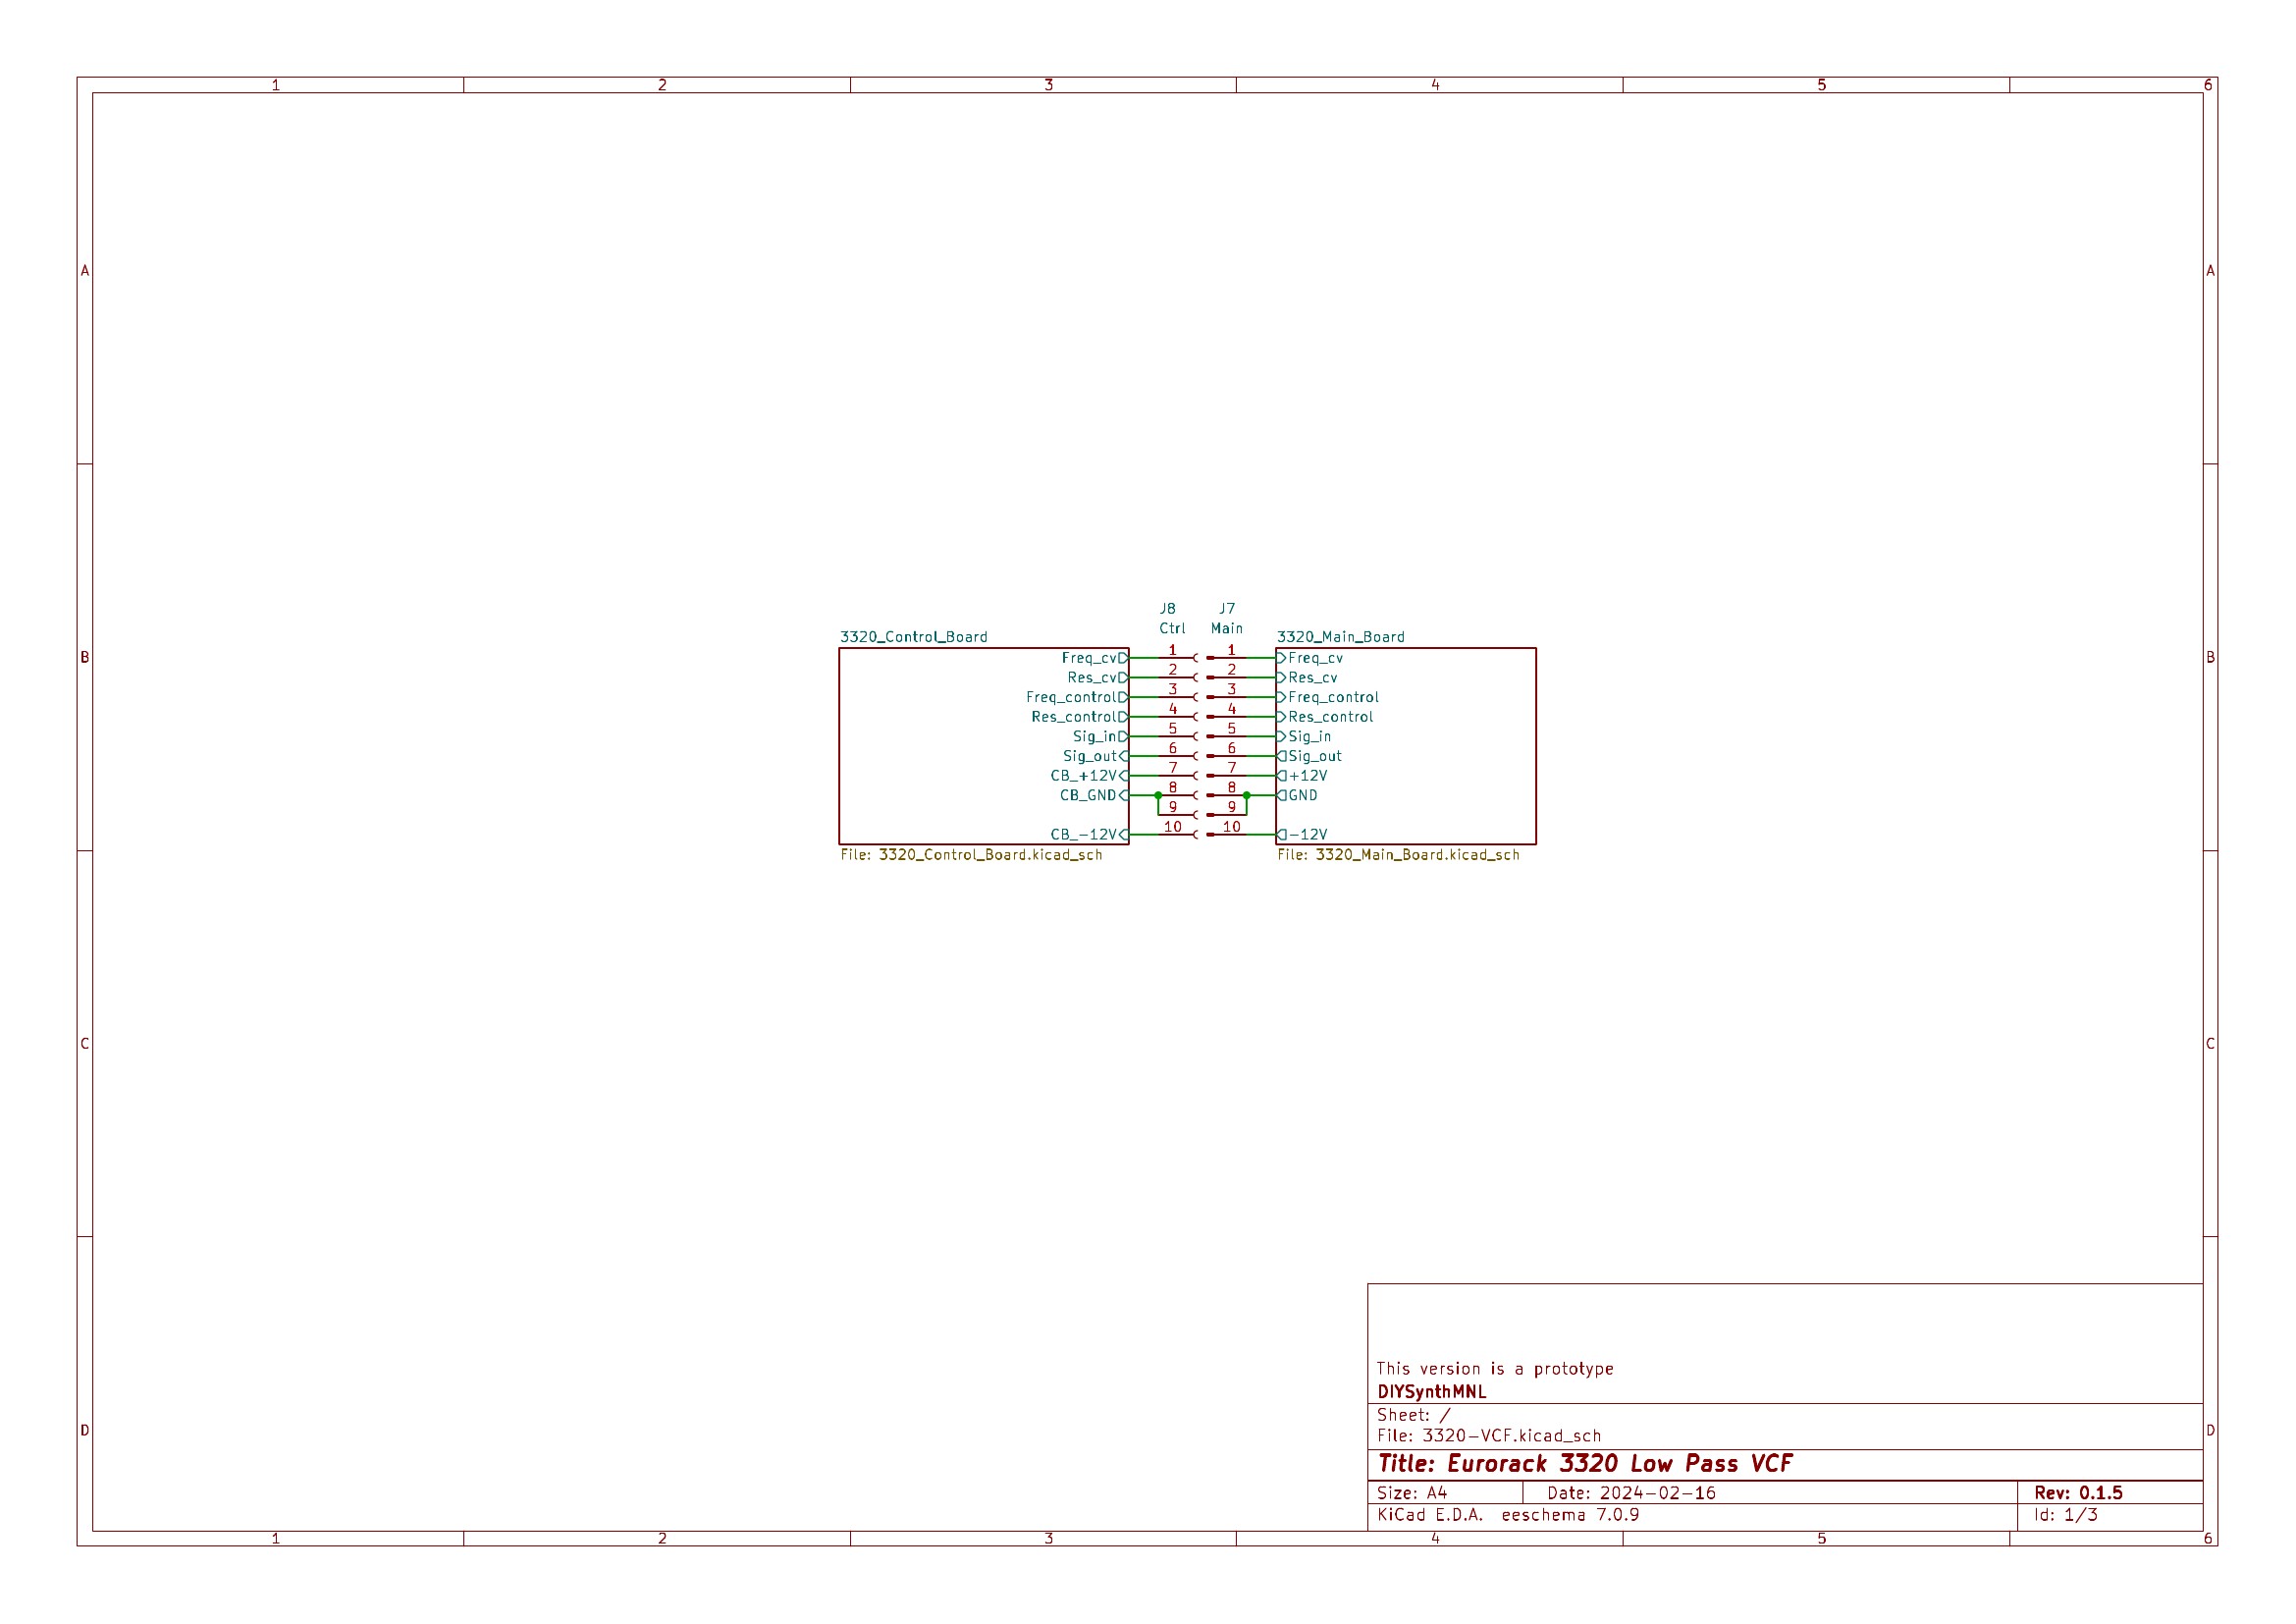 1 2 3 4 5 6
A A
J8 J7
Ctrl Main
3320_Control_Board 3320_Main_Board
B B
Freq_cv 1 1 Freq_cv
Res_cv 2 2 Res_cv
Freq_control 3 3 Freq_control
Res_control 4 4 Res_control
Sig_in 5 5 Sig_in
Sig_out 6 6 Sig_out
CB_+12V 7 7 +12V
CB_GND 8 8 GND
9 9
CB_-12V 10 10 -12V
File: 3320_Control_Board.kicad_sch File: 3320_Main_Board.kicad_sch
C C
This version is a prototype
DIYSynthMNL
Sheet: /
D D
File: 3320-VCF.kicad_sch
Title: Eurorack 3320 Low Pass VCF
Size: A4 Date: 2024-02-16 Rev: 0.1.5
KiCad E.D.A. eeschema 7.0.9 Id: 1/3
1 2 3 4 5 6